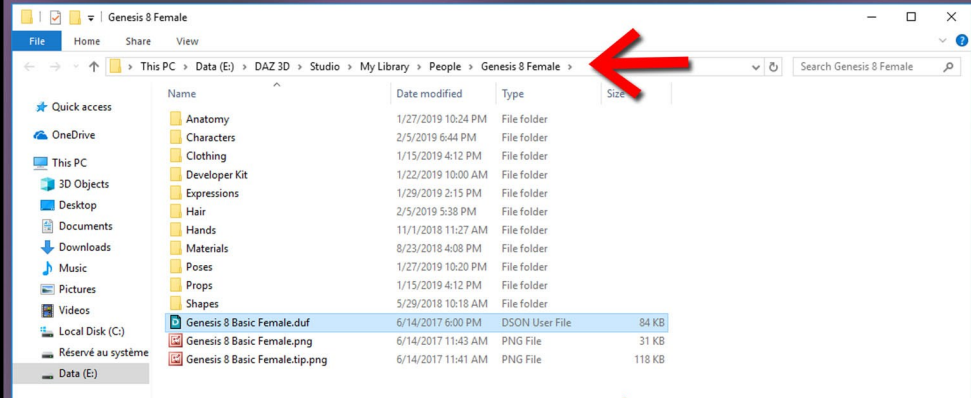 Genesis 8 Female
File Home Share View
This PC > Data (E:) > DAZ 3D > Studio > My Library > People > Genesis 8 Female >
Search Genesis 8 Female
Name Date modified Type Size
Quick access
OneDrive
This PC
3D Objects
Desktop
Documents
Downloads
Music
Pictures
Videos
Local Disk (C:)
Réservé au système
Data (E:)
Anatomy 1/27/2019 10:24 PM File folder
Characters 2/5/2019 6:44 PM File folder
Clothing 1/15/2019 4:12 PM File folder
Developer Kit 1/22/2019 10:00 AM File folder
Expressions 1/29/2019 2:15 PM File folder
Hair 2/5/2019 5:38 PM File folder
Hands 11/1/2018 11:27 AM File folder
Materials 8/23/2018 4:08 PM File folder
Poses 1/27/2019 10:20 PM File folder
Props 1/15/2019 4:12 PM File folder
Shapes 5/29/2018 10:18 AM File folder
Genesis 8 Basic Female.duf 6/14/2017 6:00 PM DSON User File 84 KB
Genesis 8 Basic Female.png 6/14/2017 11:43 AM PNG File 31 KB
Genesis 8 Basic Female.tip.png 6/14/2017 11:41 AM PNG File 118 KB